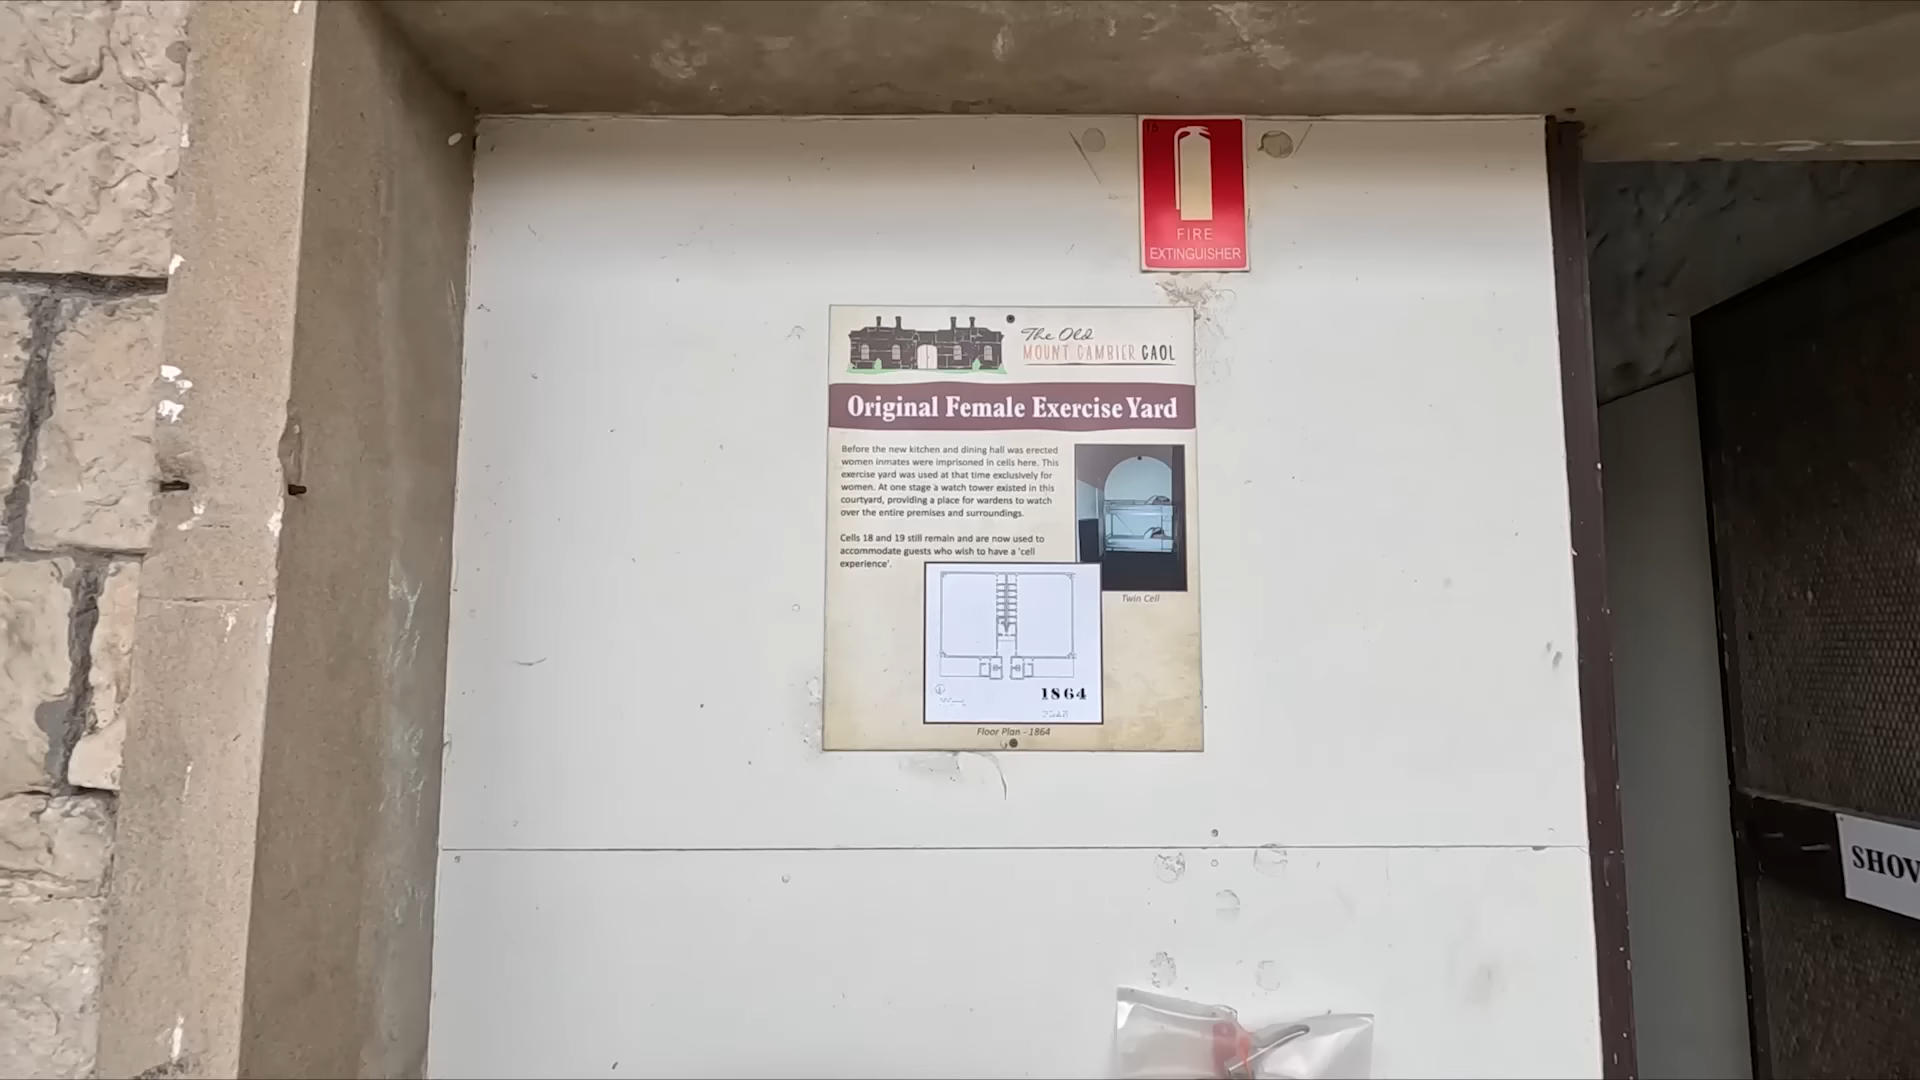 FIRE
EXTINGUISHER
The Old
MOUNT GAMBIER GAOL
Original Female Exercise Yard
Before the new kitchen and dining hall was erected
women inmates were imprisoned in cells here. This
exercise yard was used at that time exclusively for
women. At one stage a watch tower existed in this
courtyard, providing a place for wardens to watch
over the entire premises and surroundings.
Cells 18 and 19 still remain and are now used to
accommodate guests who wish to have a 'cell
experience'.
Twin Cell
1864
Floor Plan - 1864
SHOV